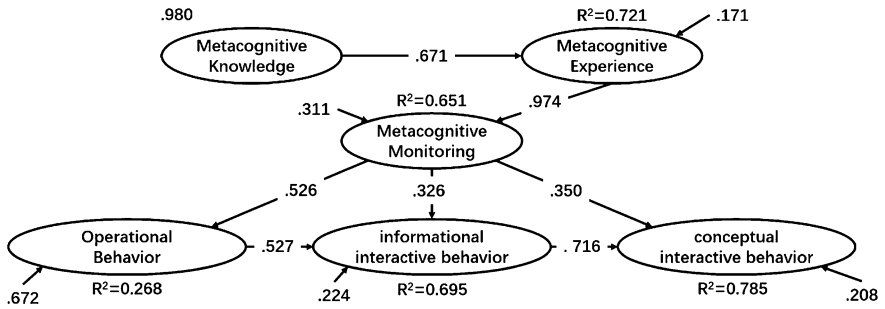 .980
R²=0.721
.171
Metacognitive
Knowledge
.671
Metacognitive
Experience
.311
R²=0.651
.974
Metacognitive
Monitoring
.526
.326
.350
Operational
Behavior
.527
informational
interactive behavior
. 716
conceptual
interactive behavior
.672
R²=0.268
.224
R²=0.695
R²=0.785
.208